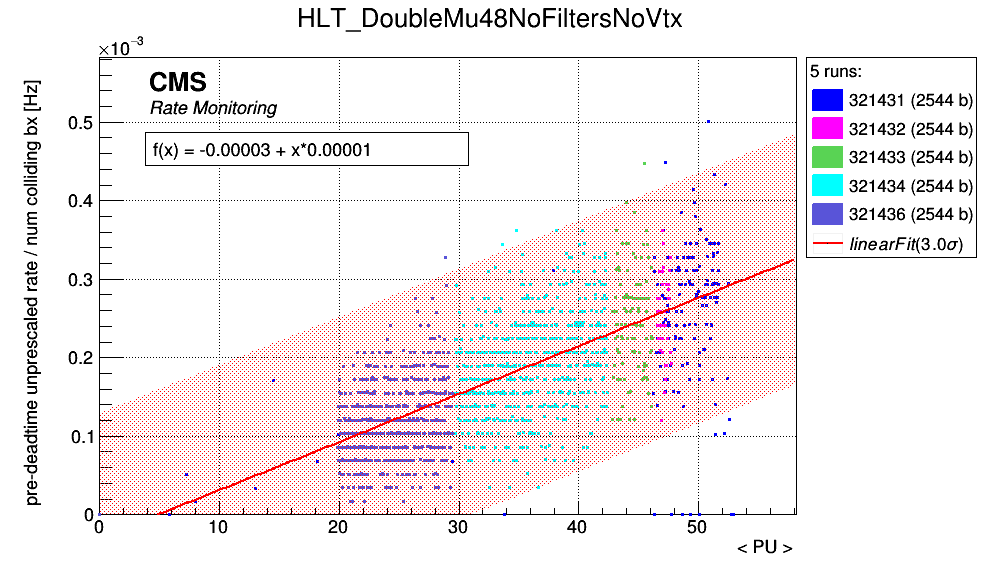 HLT_DoubleMu48NoFiltersNoVtx
×10⁻³
CMS
Rate Monitoring
f(x) = -0.00003 + x*0.00001
pre-deadtime unprescaled rate / num colliding bx [Hz]
0.5
0.4
0.3
0.2
0.1
0
0 10 20 30 40 50
< PU >
5 runs:
321431 (2544 b)
321432 (2544 b)
321433 (2544 b)
321434 (2544 b)
321436 (2544 b)
linearFit(3.0σ)